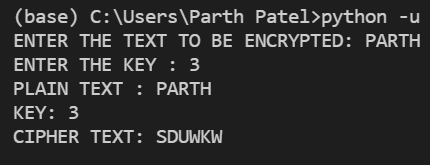 (base) C:\Users\Parth Patel>python -u
ENTER THE TEXT TO BE ENCRYPTED: PARTH
ENTER THE KEY : 3
PLAIN TEXT : PARTH
KEY: 3
CIPHER TEXT: SDUWKW